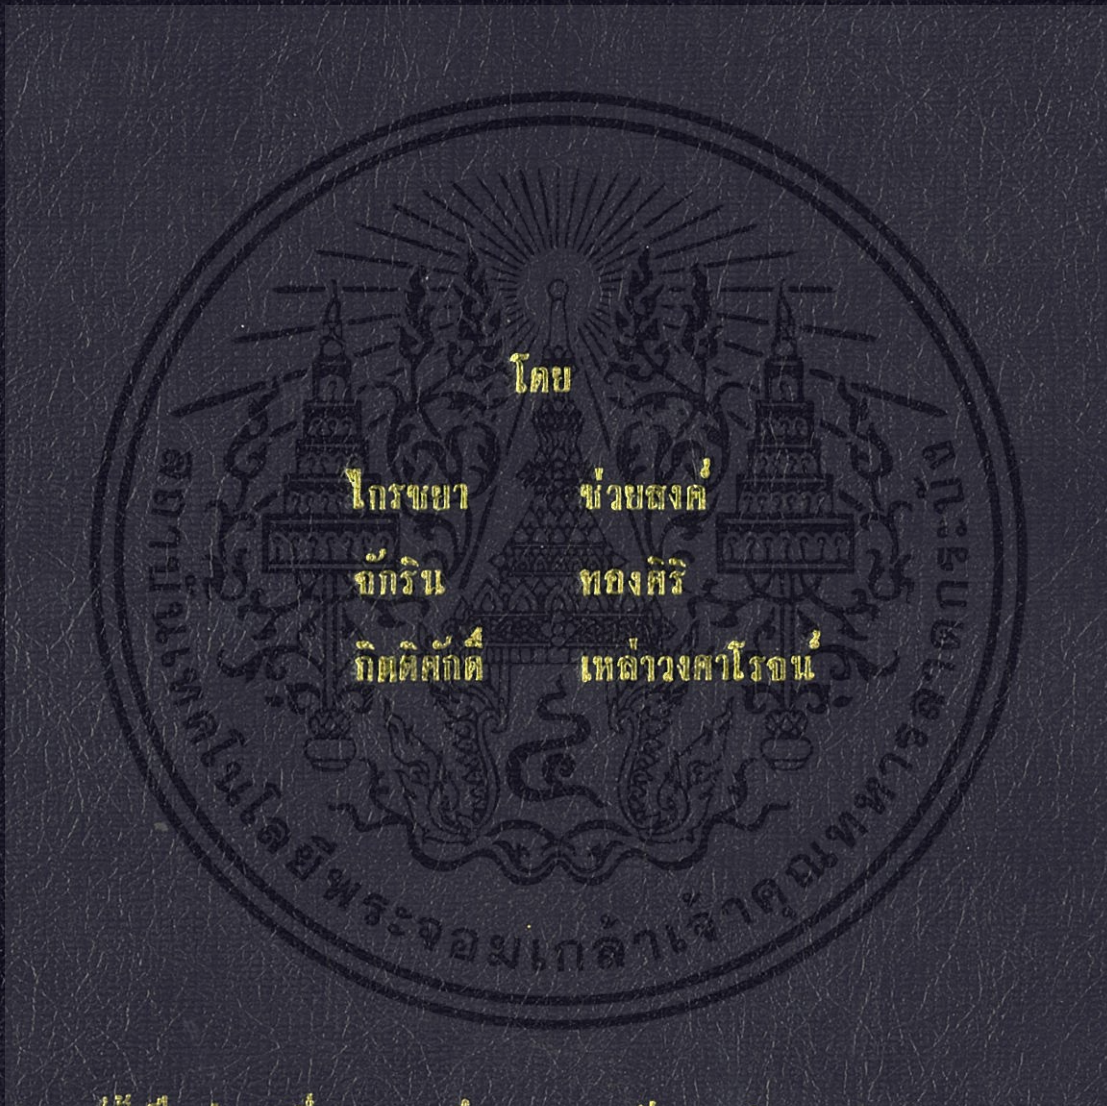 โดย
ไกรชยา ช่วยสงค์
จักริน ทองศิริ
กิตติศักดิ์ เหล่าวงศาโรจน์
สถาบันเทคโนโลยีพระจอมเกล้าเจ้าคุณทหารลาดกระบัง